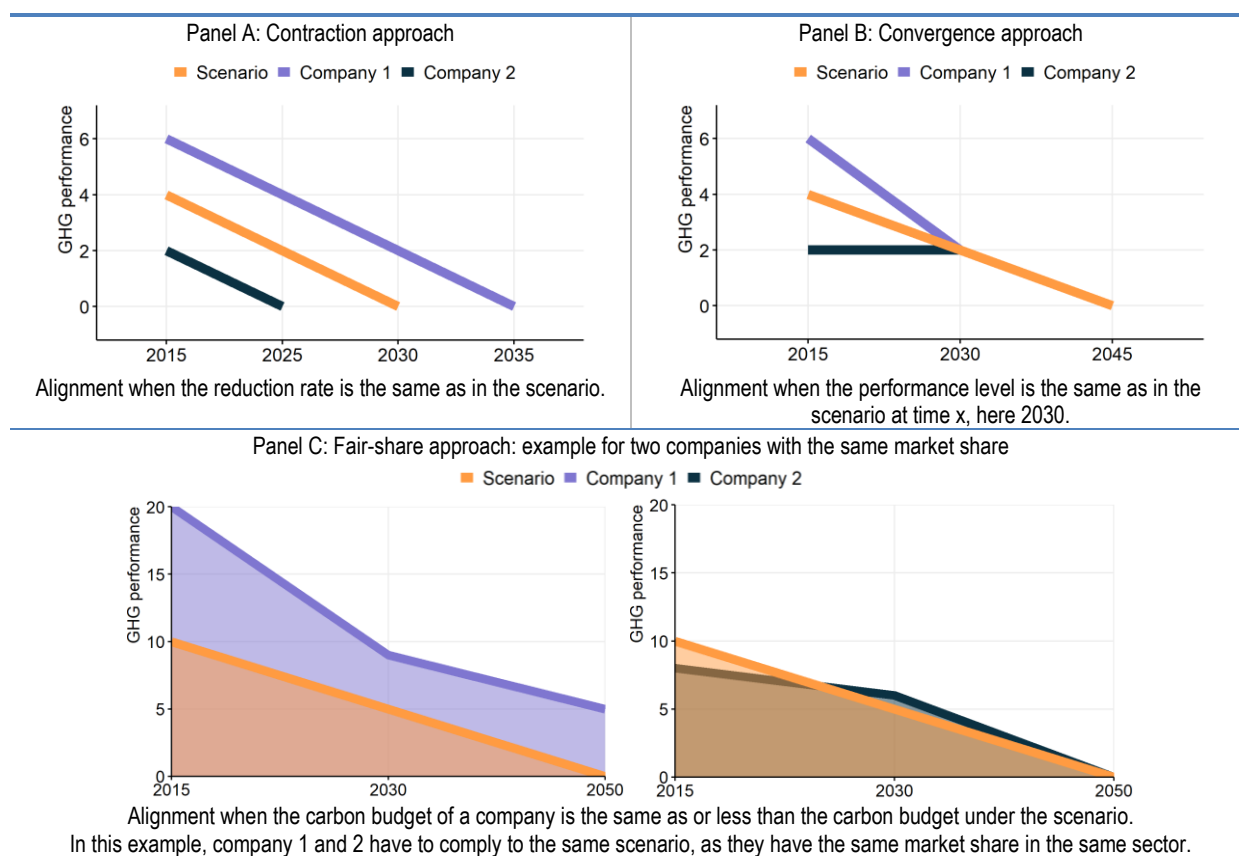 Panel A: Contraction approach
Scenario Company 1 Company 2
GHG performance
6
4
2
0
2015 2025 2030 2035
Alignment when the reduction rate is the same as in the scenario.
Panel B: Convergence approach
Scenario Company 1 Company 2
GHG performance
6
4
2
0
2015 2030 2045
Alignment when the performance level is the same as in the
scenario at time x, here 2030.
Panel C: Fair-share approach: example for two companies with the same market share
Scenario Company 1 Company 2
GHG performance
20
15
10
5
0
2015 2030 2050
GHG performance
20
15
10
5
0
2015 2030 2050
Alignment when the carbon budget of a company is the same as or less than the carbon budget under the scenario.
In this example, company 1 and 2 have to comply to the same scenario, as they have the same market share in the same sector.